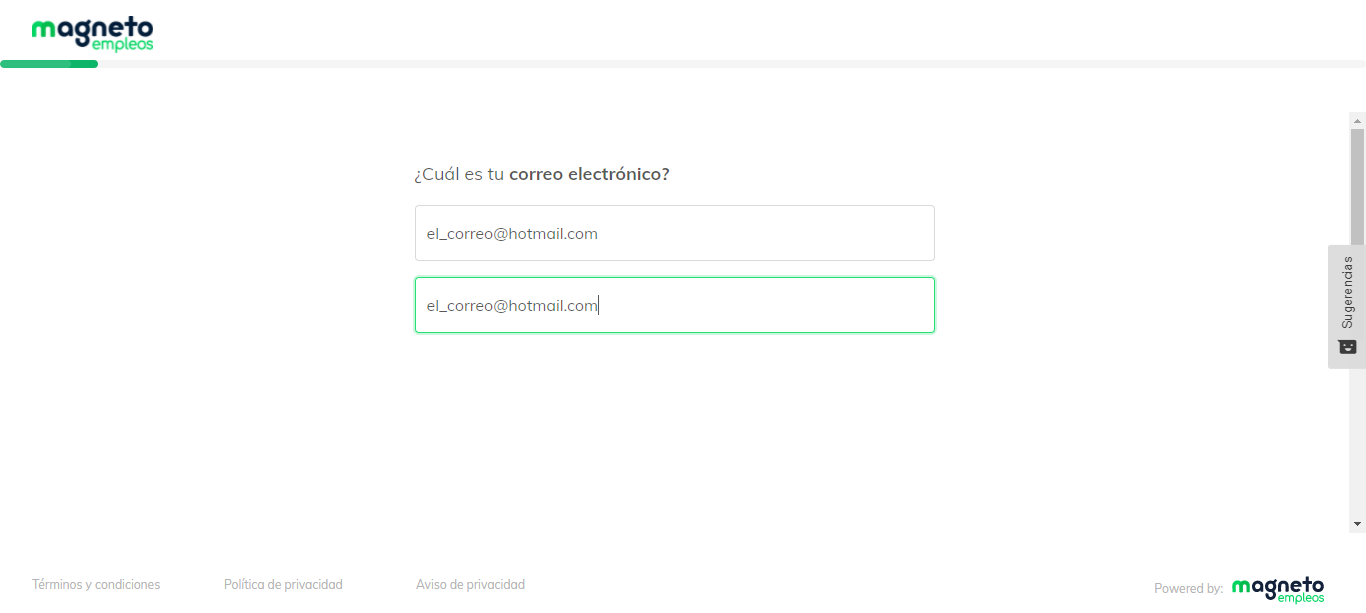 magneto
empleos
¿Cuál es tu correo electrónico?
el_correo@hotmail.com
el_correo@hotmail.com
Sugerencias
Términos y condiciones
Política de privacidad
Aviso de privacidad
Powered by:
magneto
empleos